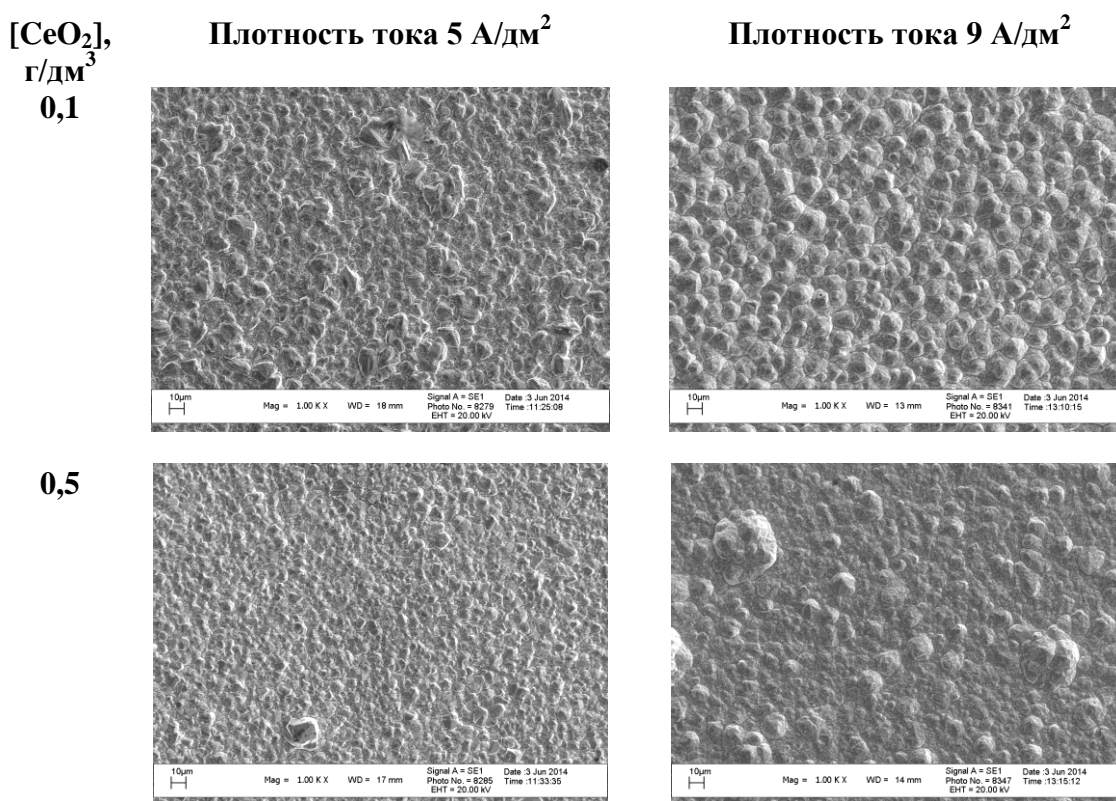 [CeO₂], Плотность тока 5 А/дм² Плотность тока 9 А/дм²
г/дм³
0,1
10µm Mag = 1.00 K X WD = 18 mm Signal A = SE1 Date :3 Jun 2014
Photo No. = 8279 Time :11:25:08
EHT = 20.00 kV
10µm Mag = 1.00 K X WD = 13 mm Signal A = SE1 Date :3 Jun 2014
Photo No. = 8341 Time :13:10:15
EHT = 20.00 kV
0,5
10µm Mag = 1.00 K X WD = 17 mm Signal A = SE1 Date :3 Jun 2014
Photo No. = 8285 Time :11:33:35
EHT = 20.00 kV
10µm Mag = 1.00 K X WD = 14 mm Signal A = SE1 Date :3 Jun 2014
Photo No. = 8347 Time :13:15:12
EHT = 20.00 kV